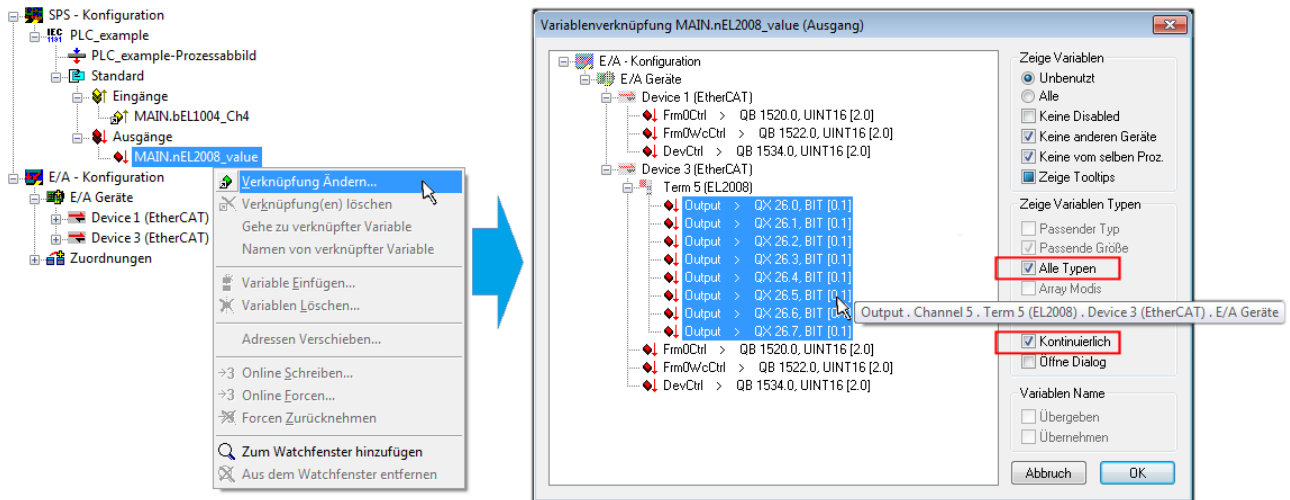 SPS - Konfiguration
IEC
1131
PLC_example
PLC_example-Prozessabbild
Standard
Eingänge
MAIN.bEL1004_Ch4
Ausgänge
MAIN.nEL2008_value
E/A - Konfiguration
E/A Geräte
Device 1 (EtherCAT)
Device 3 (EtherCAT)
Zuordnungen
Verknüpfung Ändern...
Verknüpfung(en) löschen
Gehe zu verknüpfter Variable
Namen von verknüpfter Variable
Variable Einfügen...
Variablen Löschen...
Adressen Verschieben...
Online Schreiben...
Online Forcen...
Forcen Zurücknehmen
Zum Watchfenster hinzufügen
Aus dem Watchfenster entfernen
Variablenverknüpfung MAIN.nEL2008_value (Ausgang)
E/A - Konfiguration
E/A Geräte
Device 1 (EtherCAT)
Frm0Ctrl > QB 1520.0, UINT16 [2.0]
Frm0WcCtrl > QB 1522.0, UINT16 [2.0]
DevCtrl > QB 1534.0, UINT16 [2.0]
Device 3 (EtherCAT)
Term 5 (EL2008)
Output > QX 26.0, BIT [0.1]
Output > QX 26.1, BIT [0.1]
Output > QX 26.2, BIT [0.1]
Output > QX 26.3, BIT [0.1]
Output > QX 26.4, BIT [0.1]
Output > QX 26.5, BIT [0.1]
Output > QX 26.6, BIT [0.1]
Output > QX 26.7, BIT [0.1]
Frm0Ctrl > QB 1520.0, UINT16 [2.0]
Frm0WcCtrl > QB 1522.0, UINT16 [2.0]
DevCtrl > QB 1534.0, UINT16 [2.0]
Zeige Variablen
Unbenutzt
Alle
Keine Disabled
Keine anderen Geräte
Keine vom selben Proz.
Zeige Tooltips
Zeige Variablen Typen
Passender Typ
Passende Größe
Alle Typen
Array Modis
Output . Channel 5 . Term 5 (EL2008) . Device 3 (EtherCAT) . E/A Geräte
Kontinuierlich
Öffne Dialog
Variablen Name
Übergeben
Übernehmen
Abbruch
OK